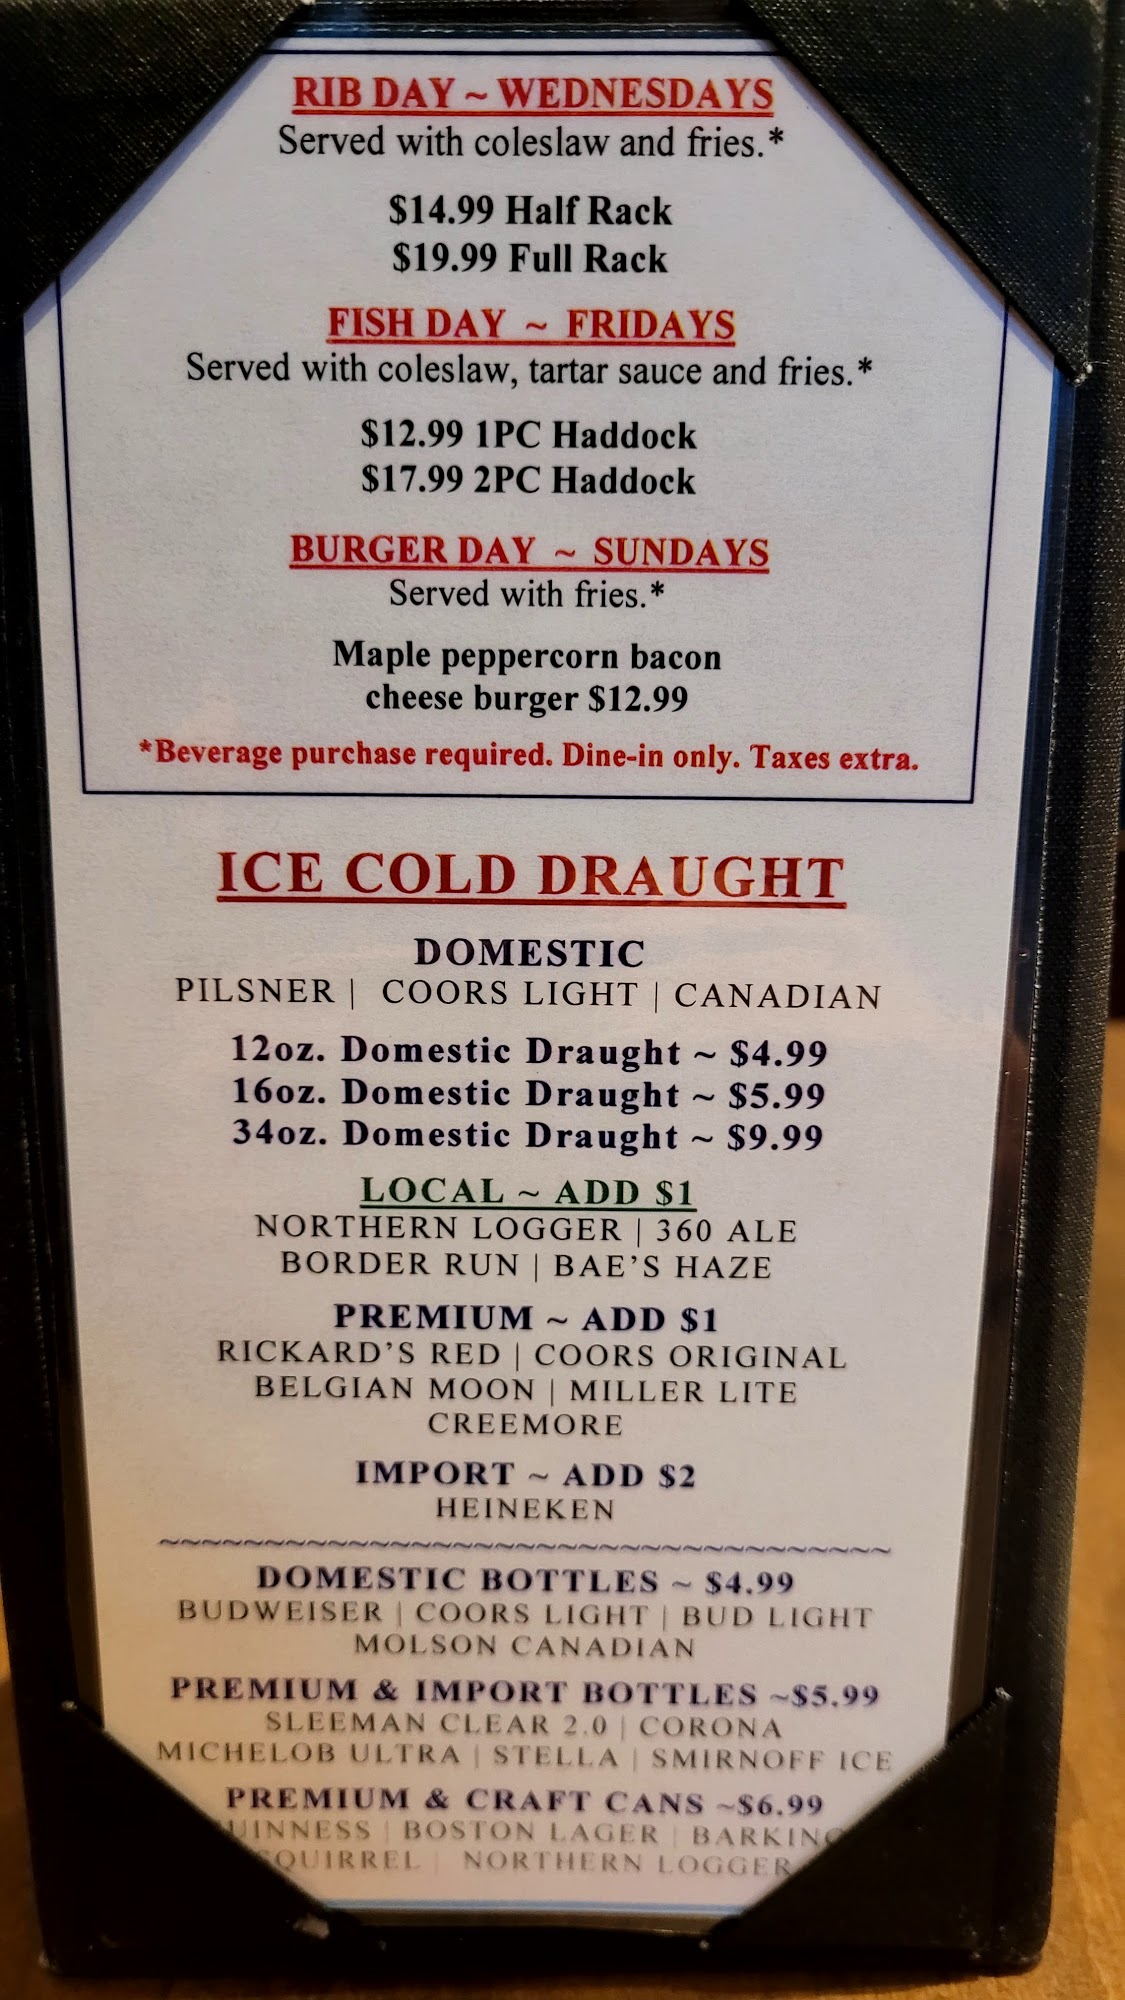 RIB DAY ~ WEDNESDAYS
Served with coleslaw and fries.*
$14.99 Half Rack
$19.99 Full Rack
FISH DAY ~ FRIDAYS
Served with coleslaw, tartar sauce and fries.*
$12.99 1PC Haddock
$17.99 2PC Haddock
BURGER DAY ~ SUNDAYS
Served with fries.*
Maple peppercorn bacon
cheese burger $12.99
*Beverage purchase required. Dine-in only. Taxes extra.
ICE COLD DRAUGHT
DOMESTIC
PILSNER | COORS LIGHT | CANADIAN
12oz. Domestic Draught ~ $4.99
16oz. Domestic Draught ~ $5.99
34oz. Domestic Draught ~ $9.99
LOCAL ~ ADD $1
NORTHERN LOGGER | 360 ALE
BORDER RUN | BAE'S HAZE
PREMIUM ~ ADD $1
RICKARD'S RED | COORS ORIGINAL
BELGIAN MOON | MILLER LITE
CREEMORE
IMPORT ~ ADD $2
HEINEKEN
~~~~~~~~~~~~~~~~~~~~~~~~~~~~~~~~~~~
DOMESTIC BOTTLES ~ $4.99
BUDWEISER | COORS LIGHT | BUD LIGHT
MOLSON CANADIAN
PREMIUM & IMPORT BOTTLES ~$5.99
SLEEMAN CLEAR 2.0 | CORONA
MICHELOB ULTRA | STELLA | SMIRNOFF ICE
PREMIUM & CRAFT CANS ~$6.99
UINNESS | BOSTON LAGER | BARKING
QUIRREL | NORTHERN LOGGER